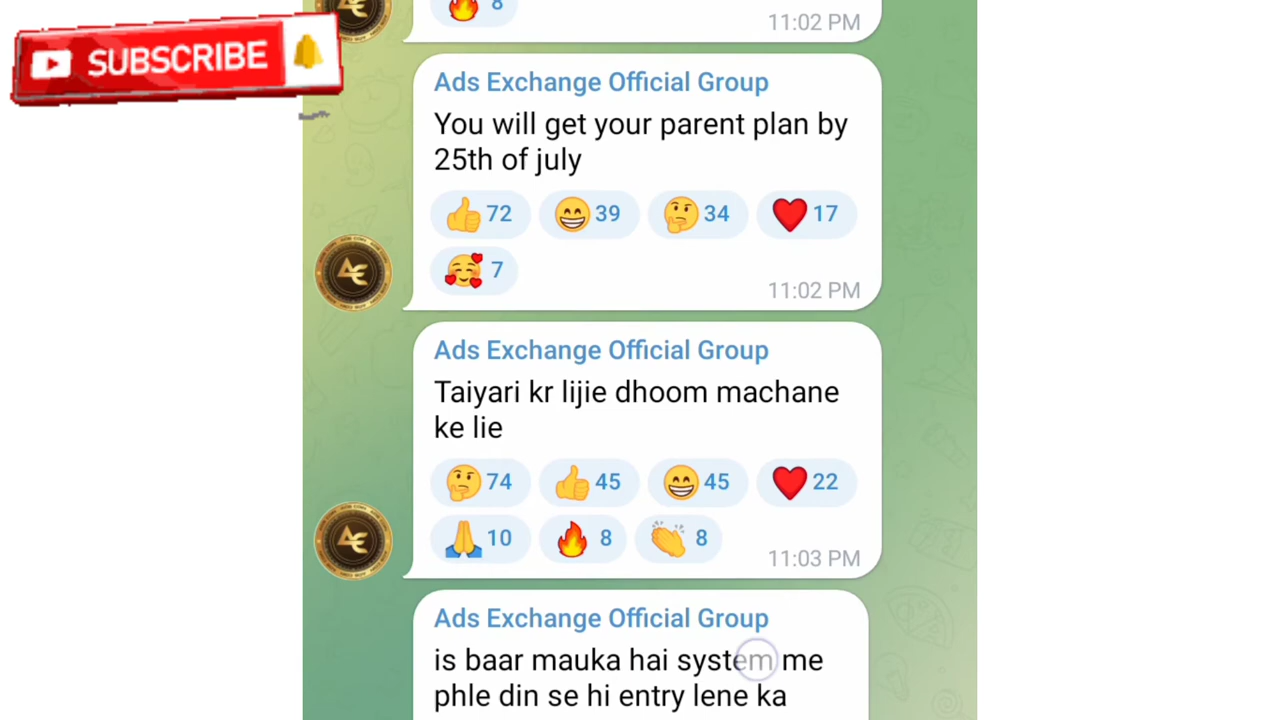 8
11:02 PM
SUBSCRIBE
Ads Exchange Official Group
You will get your parent plan by
25th of july
72 39 34 17
7
11:02 PM
Ads Exchange Official Group
Taiyari kr lijie dhoom machane
ke lie
74 45 45 22
10 8 8
11:03 PM
Ads Exchange Official Group
is baar mauka hai system me
phle din se hi entry lene ka